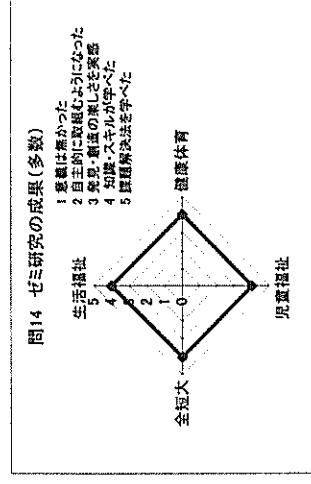 問14 ゼミ研究の成果(多数)
1 意義は無かった
2 自主的に取組むようになった
3 発見・創造の楽しさを実感
4 知識・スキルが学べた
5 課題解決法を学べた
生活福祉
5
4
3
2
1
0
健康体育
児童福祉
全短大